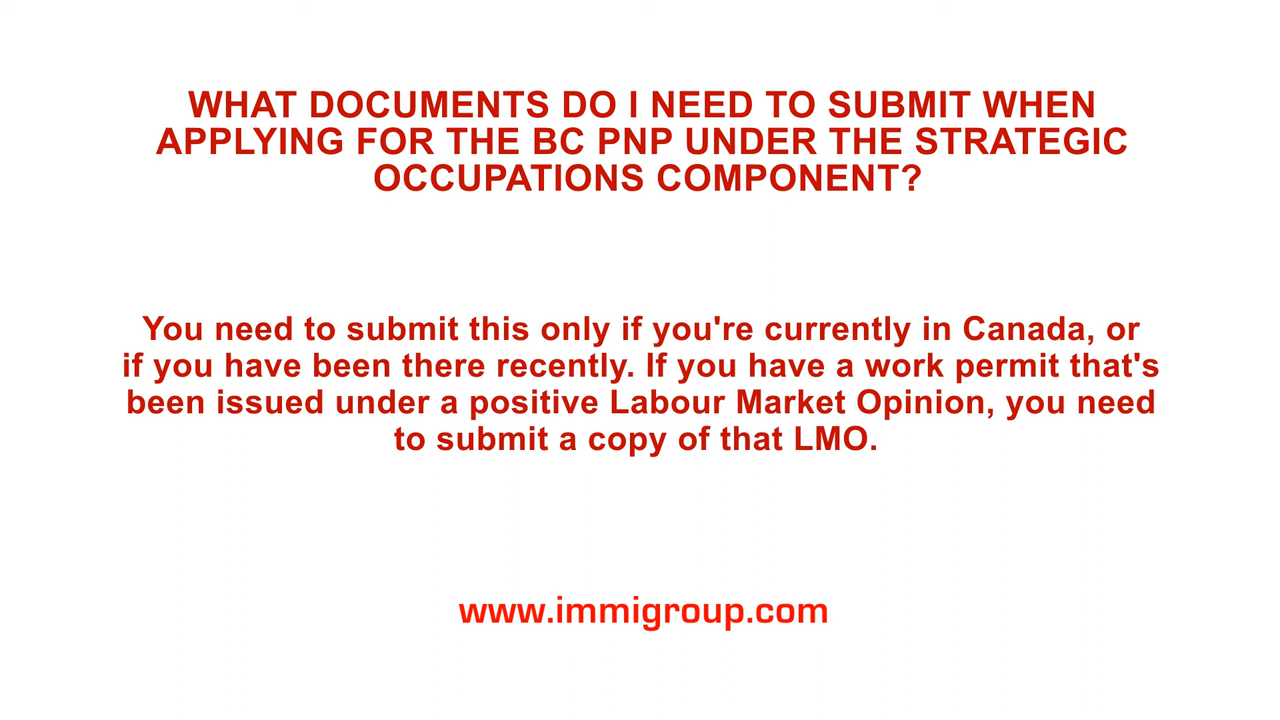 WHAT DOCUMENTS DO I NEED TO SUBMIT WHEN
APPLYING FOR THE BC PNP UNDER THE STRATEGIC
OCCUPATIONS COMPONENT?
You need to submit this only if you're currently in Canada, or
if you have been there recently. If you have a work permit that's
been issued under a positive Labour Market Opinion, you need
to submit a copy of that LMO.
www.immigroup.com